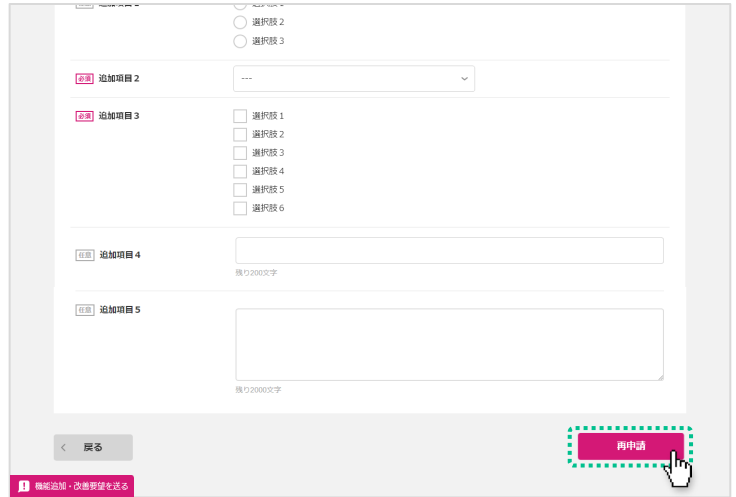 選択肢2
選択肢3
必須 追加項目2
---
必須 追加項目3
選択肢1
選択肢2
選択肢3
選択肢4
選択肢5
選択肢6
任意 追加項目4
残り200文字
任意 追加項目5
残り2000文字
戻る
再申請
機能追加・改善要望を送る